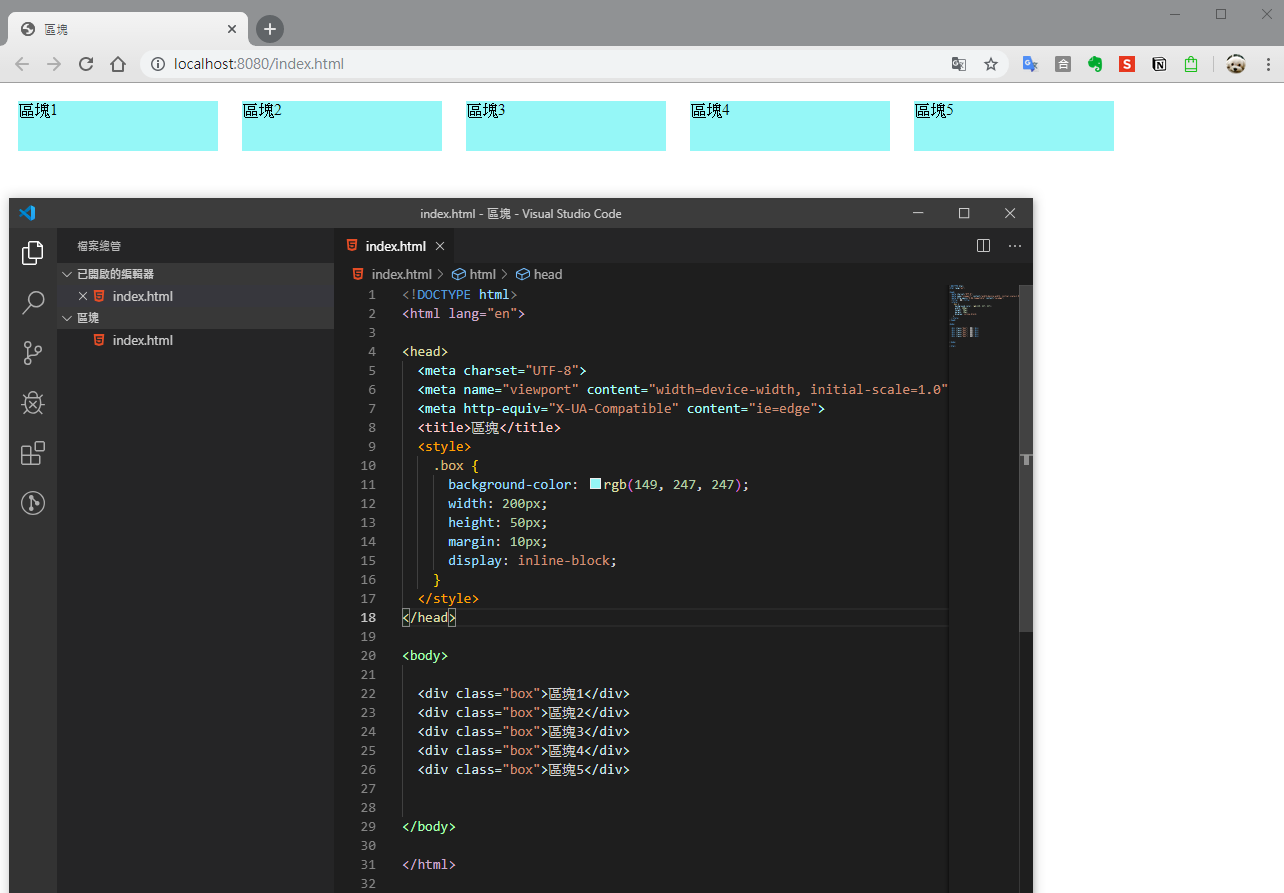 區塊
localhost:8080/index.html
區塊1 區塊2 區塊3 區塊4 區塊5
index.html - 區塊 - Visual Studio Code
檔案總管
已開啟的編輯器
index.html
區塊
index.html
index.html
index.html > html > head
1 <!DOCTYPE html>
2 <html lang="en">
3
4 <head>
5 <meta charset="UTF-8">
6 <meta name="viewport" content="width=device-width, initial-scale=1.0"
7 <meta http-equiv="X-UA-Compatible" content="ie=edge">
8 <title>區塊</title>
9 <style>
10 .box {
11 background-color: rgb(149, 247, 247);
12 width: 200px;
13 height: 50px;
14 margin: 10px;
15 display: inline-block;
16 }
17 </style>
18 </head>
19
20 <body>
21
22 <div class="box">區塊1</div>
23 <div class="box">區塊2</div>
24 <div class="box">區塊3</div>
25 <div class="box">區塊4</div>
26 <div class="box">區塊5</div>
27
28
29 </body>
30
31 </html>
32